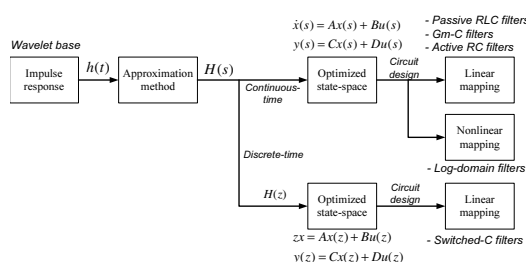 ẋ(s) = Ax(s) + Bu(s)
y(s) = Cx(s) + Du(s)
- Passive RLC filters
- Gm-C filters
- Active RC filters
Wavelet base
Impulse
response
h(t)
Approximation
method
H(s)
Continuous-
time
Optimized
state-space
Circuit
design
Linear
mapping
Nonlinear
mapping
- Log-domain filters
Discrete-time
H(z)
Optimized
state-space
Circuit
design
Linear
mapping
- Switched-C filters
zx = Ax(z) + Bu(z)
y(z) = Cx(z) + Du(z)